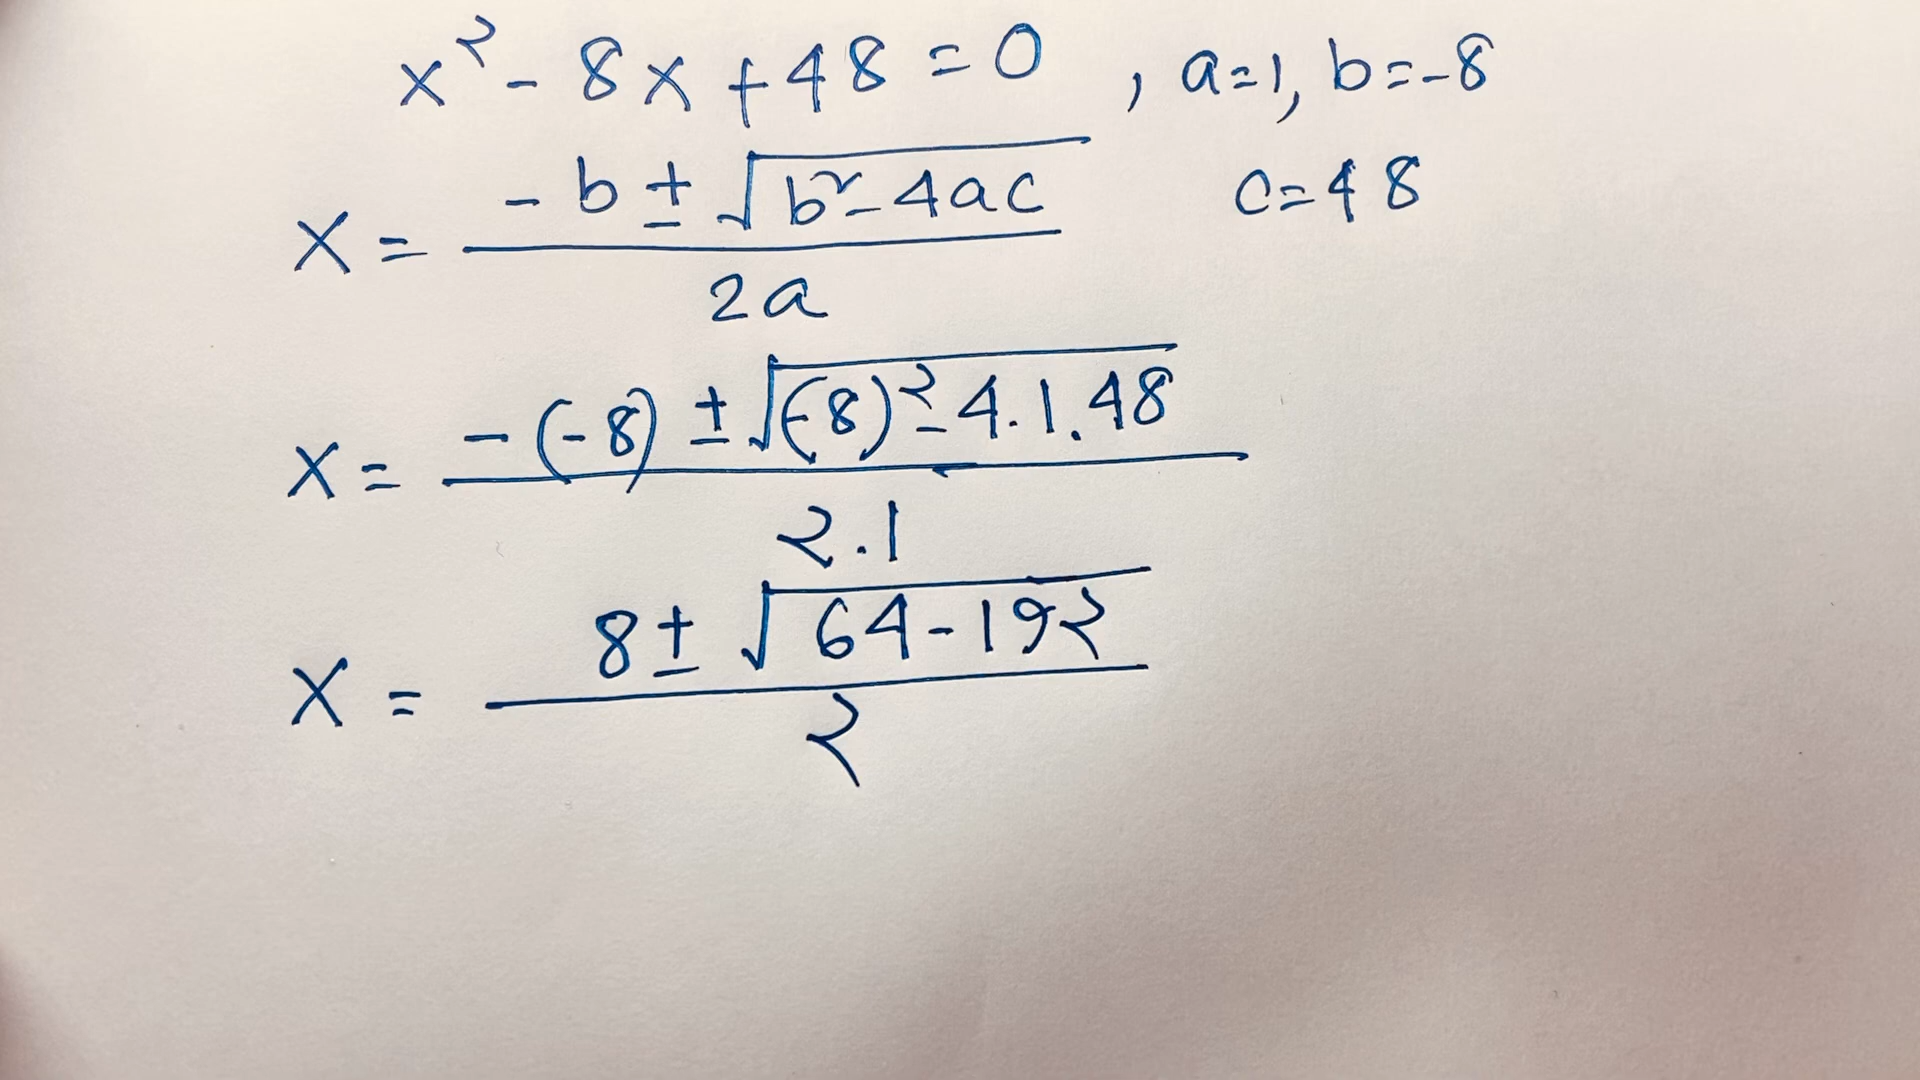 x² - 8x + 48 = 0 , a=1, b=-8
c=48
x = (-b ± √(b² - 4ac)) / 2a
x = (-(-8) ± √((-8)² - 4.1.48)) / 2.1
x = (8 ± √(64 - 192)) / 2